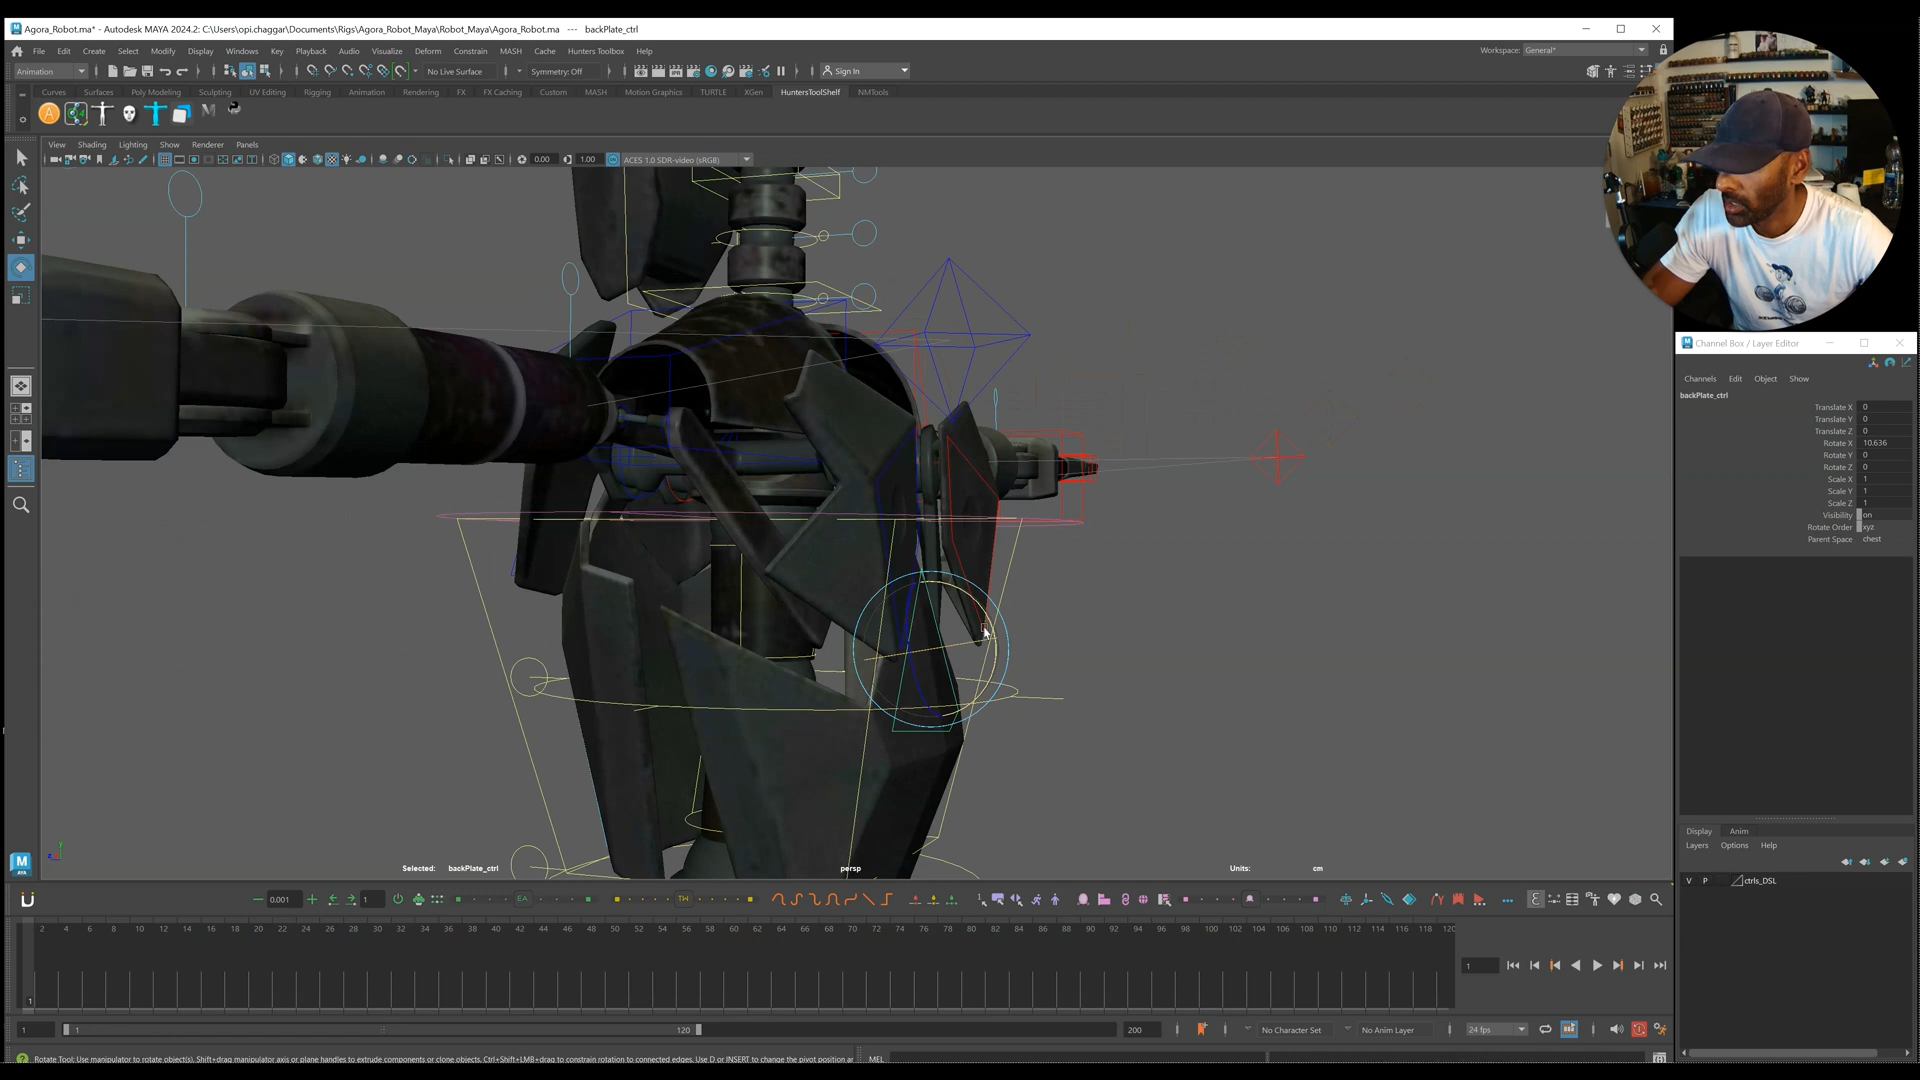 Agora_Robot.ma* - Autodesk MAYA 2024.2: C:\Users\opi.chaggar\Documents\Rigs\Agora_Robot_Maya\Robot_Maya\Agora_Robot.ma --- backPlate_ctrl
File Edit Create Select Modify Display Windows Key Playback Audio Visualize Deform Constrain MASH Cache Hunters Toolbox Help
Workspace: General*
Animation No Live Surface Symmetry: Off Sign In
Curves Surfaces Poly Modeling Sculpting UV Editing Rigging Animation Rendering FX FX Caching Custom MASH Motion Graphics TURTLE XGen HuntersToolShelf NMTools
View Shading Lighting Show Renderer Panels
0.00 1.00 ACES 1.0 SDR-video (sRGB)
Channel Box / Layer Editor
Channels Edit Object Show
backPlate_ctrl
Translate X 0
Translate Y 0
Translate Z 0
Rotate X 10.636
Rotate Y 0
Rotate Z 0
Scale X 1
Scale Y 1
Scale Z 1
Visibility on
Rotate Order xyz
Parent Space chest
Display Anim
Layers Options Help
V P ctrls_DSL
Selected: backPlate_ctrl persp Units: cm
0.001 1 EA TW
2 4 6 8 10 12 14 16 18 20 22 24 26 28 30 32 34 36 38 40 42 44 46 48 50 52 54 56 58 60 62 64 66 68 70 72 74 76 78 80 82 84 86 88 90 92 94 96 98 100 102 104 106 108 110 112 114 116 118 120
1
1
1 1 120 200 No Character Set No Anim Layer 24 fps
Rotate Tool: Use manipulator to rotate object(s). Shift+drag manipulator axis or plane handles to extrude components or clone objects. Ctrl+Shift+LMB+drag to constrain rotation to connected edges. Use D or INSERT to change the pivot position an
MEL